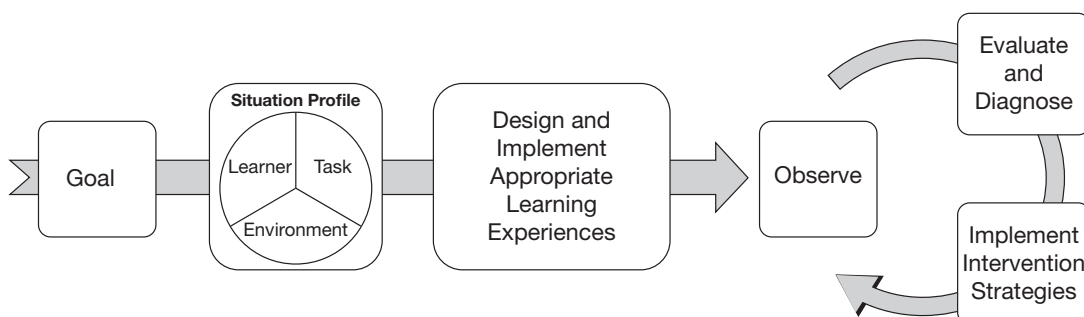 Goal
Situation Profile
Learner
Task
Environment
Design and
Implement
Appropriate
Learning
Experiences
Observe
Evaluate
and
Diagnose
Implement
Intervention
Strategies